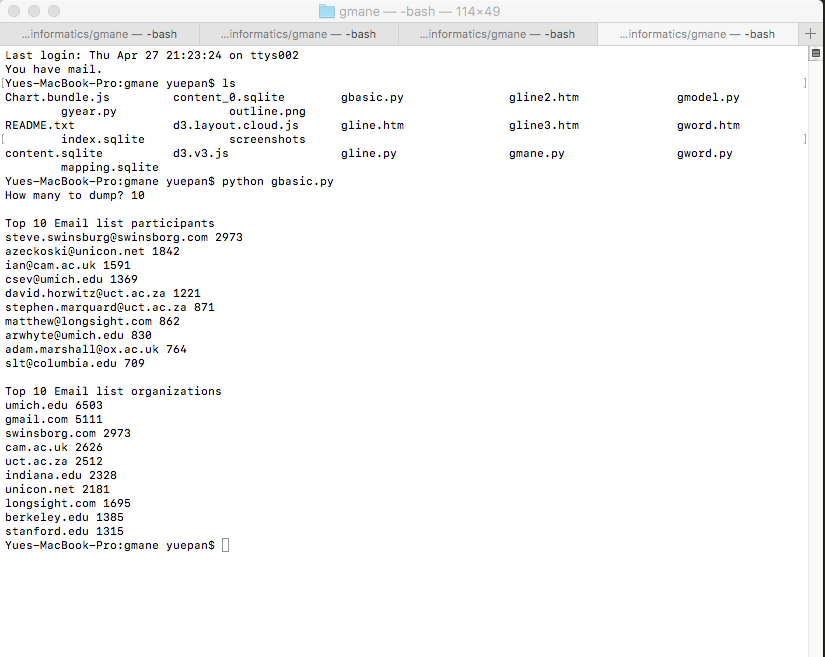 gmane — -bash — 114×49
...informatics/gmane — -bash ...informatics/gmane — -bash ...informatics/gmane — -bash ...informatics/gmane — -bash +
Last login: Thu Apr 27 21:23:24 on ttys002
You have mail.
[Yues-MacBook-Pro:gmane yuepan$ ls ]
Chart.bundle.js content_0.sqlite gbasic.py gline2.htm gmodel.py
gyear.py outline.png
README.txt d3.layout.cloud.js gline.htm gline3.htm gword.htm
[ index.sqlite screenshots ]
content.sqlite d3.v3.js gline.py gmane.py gword.py
mapping.sqlite
Yues-MacBook-Pro:gmane yuepan$ python gbasic.py
How many to dump? 10
Top 10 Email list participants
steve.swinsburg@swinsborg.com 2973
azeckoski@unicon.net 1842
ian@cam.ac.uk 1591
csev@umich.edu 1369
david.horwitz@uct.ac.za 1221
stephen.marquard@uct.ac.za 871
matthew@longsight.com 862
arwhyte@umich.edu 830
adam.marshall@ox.ac.uk 764
slt@columbia.edu 709
Top 10 Email list organizations
umich.edu 6503
gmail.com 5111
swinsborg.com 2973
cam.ac.uk 2626
uct.ac.za 2512
indiana.edu 2328
unicon.net 2181
longsight.com 1695
berkeley.edu 1385
stanford.edu 1315
Yues-MacBook-Pro:gmane yuepan$